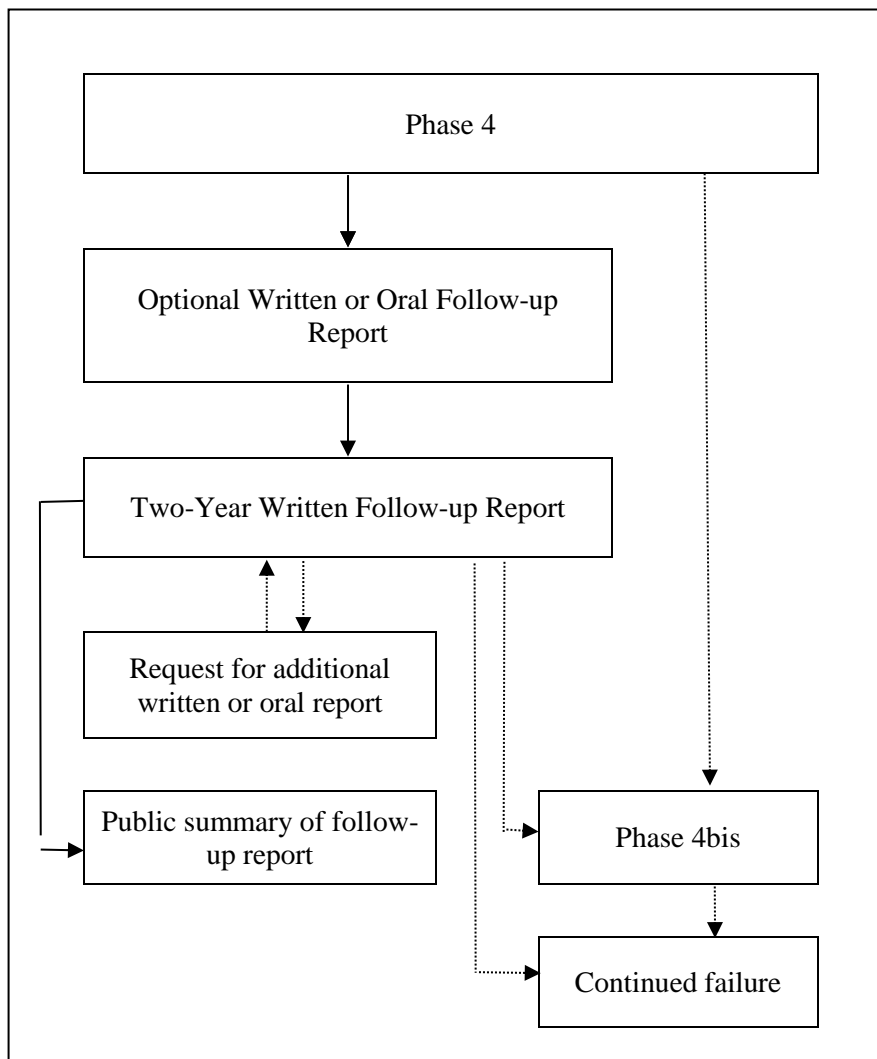 Phase 4
Optional Written or Oral Follow-up
Report
Two-Year Written Follow-up Report
Request for additional
written or oral report
Public summary of follow-
up report
Phase 4bis
Continued failure